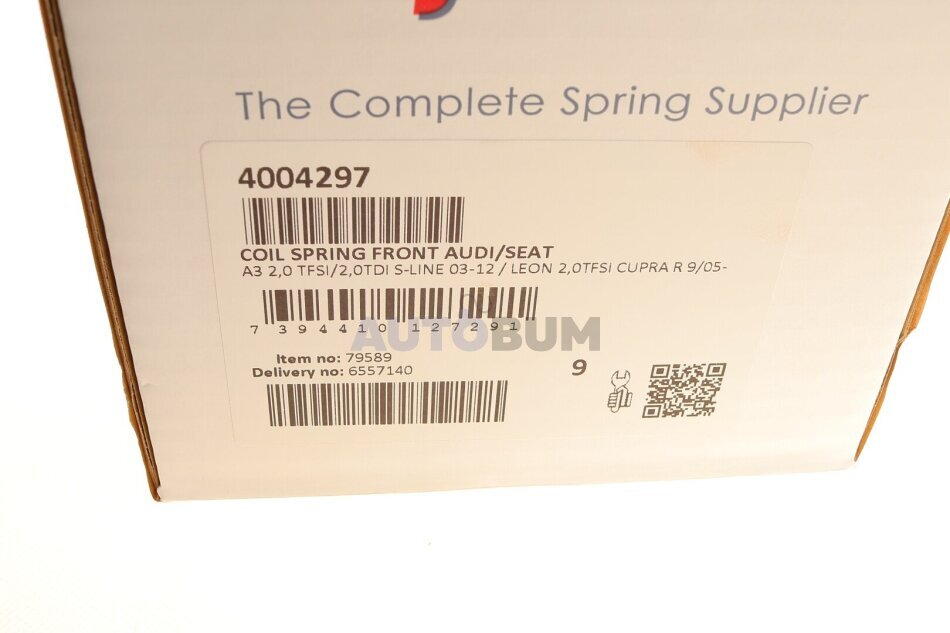 The Complete Spring Supplier
4004297
COIL SPRING FRONT AUDI/SEAT
A3 2,0 TFSI/2,0TDI S-LINE 03-12 / LEON 2,0TFSI CUPRA R 9/05-
7 394410 127291
AUTOBUM
Item no: 79589
Delivery no: 6557140
9